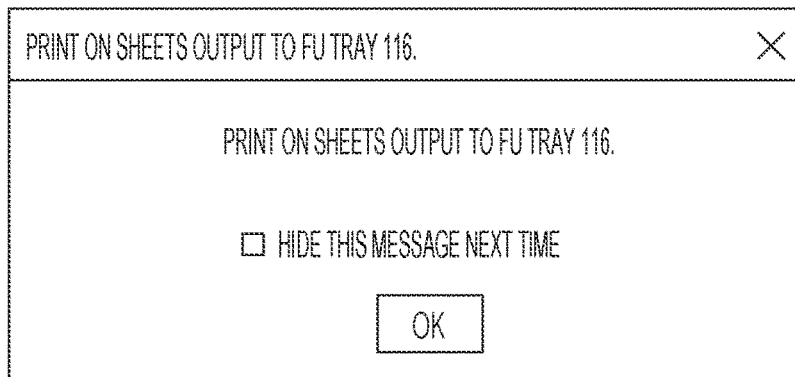 PRINT ON SHEETS OUTPUT TO FU TRAY 116.
PRINT ON SHEETS OUTPUT TO FU TRAY 116.
HIDE THIS MESSAGE NEXT TIME
OK